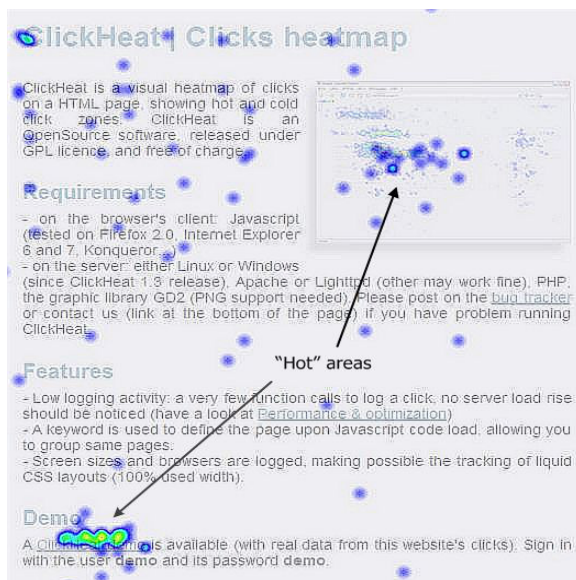 ClickHeat | Clicks heatmap
ClickHeat is a visual heatmap of clicks
on a HTML page, showing hot and cold
click zones. ClickHeat is an
OpenSource software, released under
GPL licence, and free of charge.
Requirements
- on the browser's client: Javascript
(tested on Firefox 2.0, Internet Explorer
6 and 7, Konqueror...)
- on the server: either Linux or Windows
(since ClickHeat 1.3 release), Apache or Lighttpd (other may work fine), PHP,
the graphic library GD2 (PNG support needed). Please post on the bug tracker
or contact us (link at the bottom of the page) if you have problem running
ClickHeat.
"Hot" areas
Features
- Low logging activity: a very few function calls to log a click, no server load rise
should be noticed (have a look at Performance & optimization)
- A keyword is used to define the page upon Javascript code load, allowing you
to group same pages.
- Screen sizes and browsers are logged, making possible the tracking of liquid
CSS layouts (100% used width).
Demo
A ClickHeat demo is available (with real data from this website's clicks). Sign in
with the user demo and its password demo.